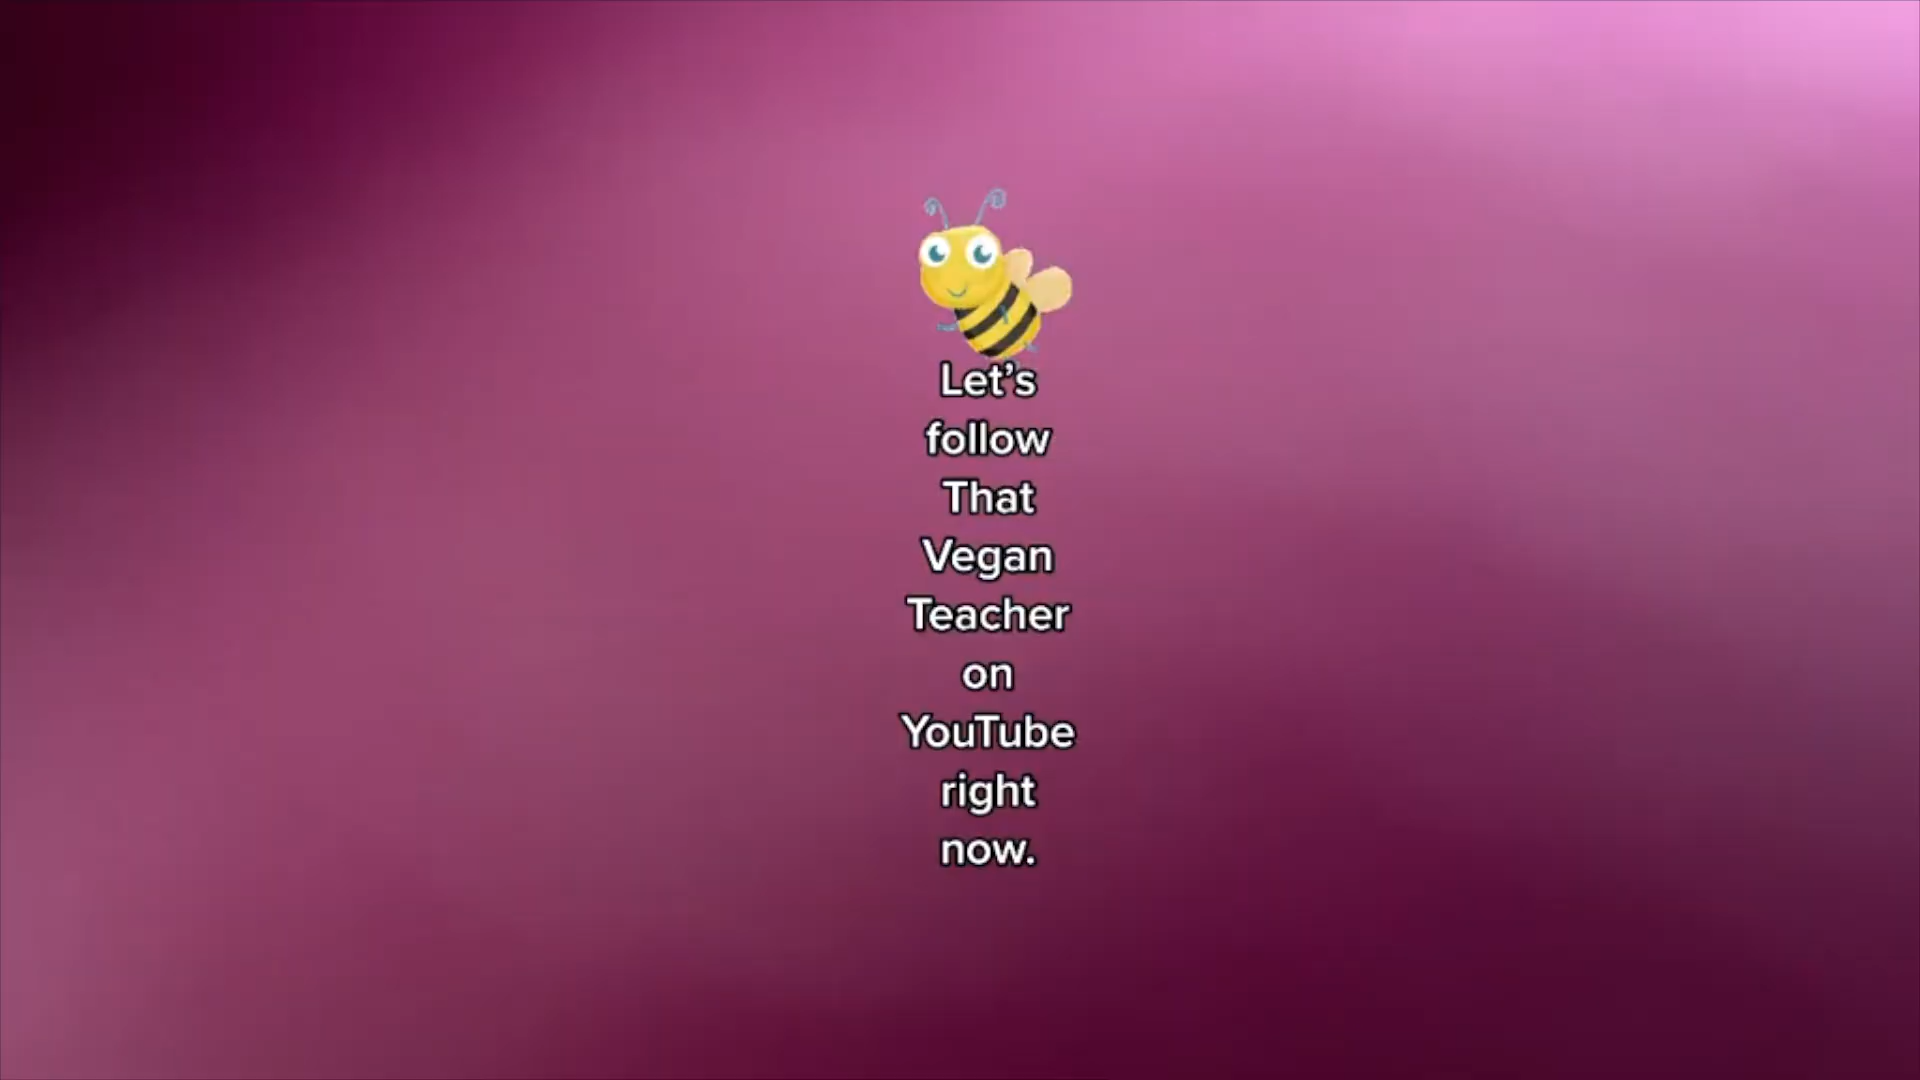 Let's
follow
That
Vegan
Teacher
on
YouTube
right
now.